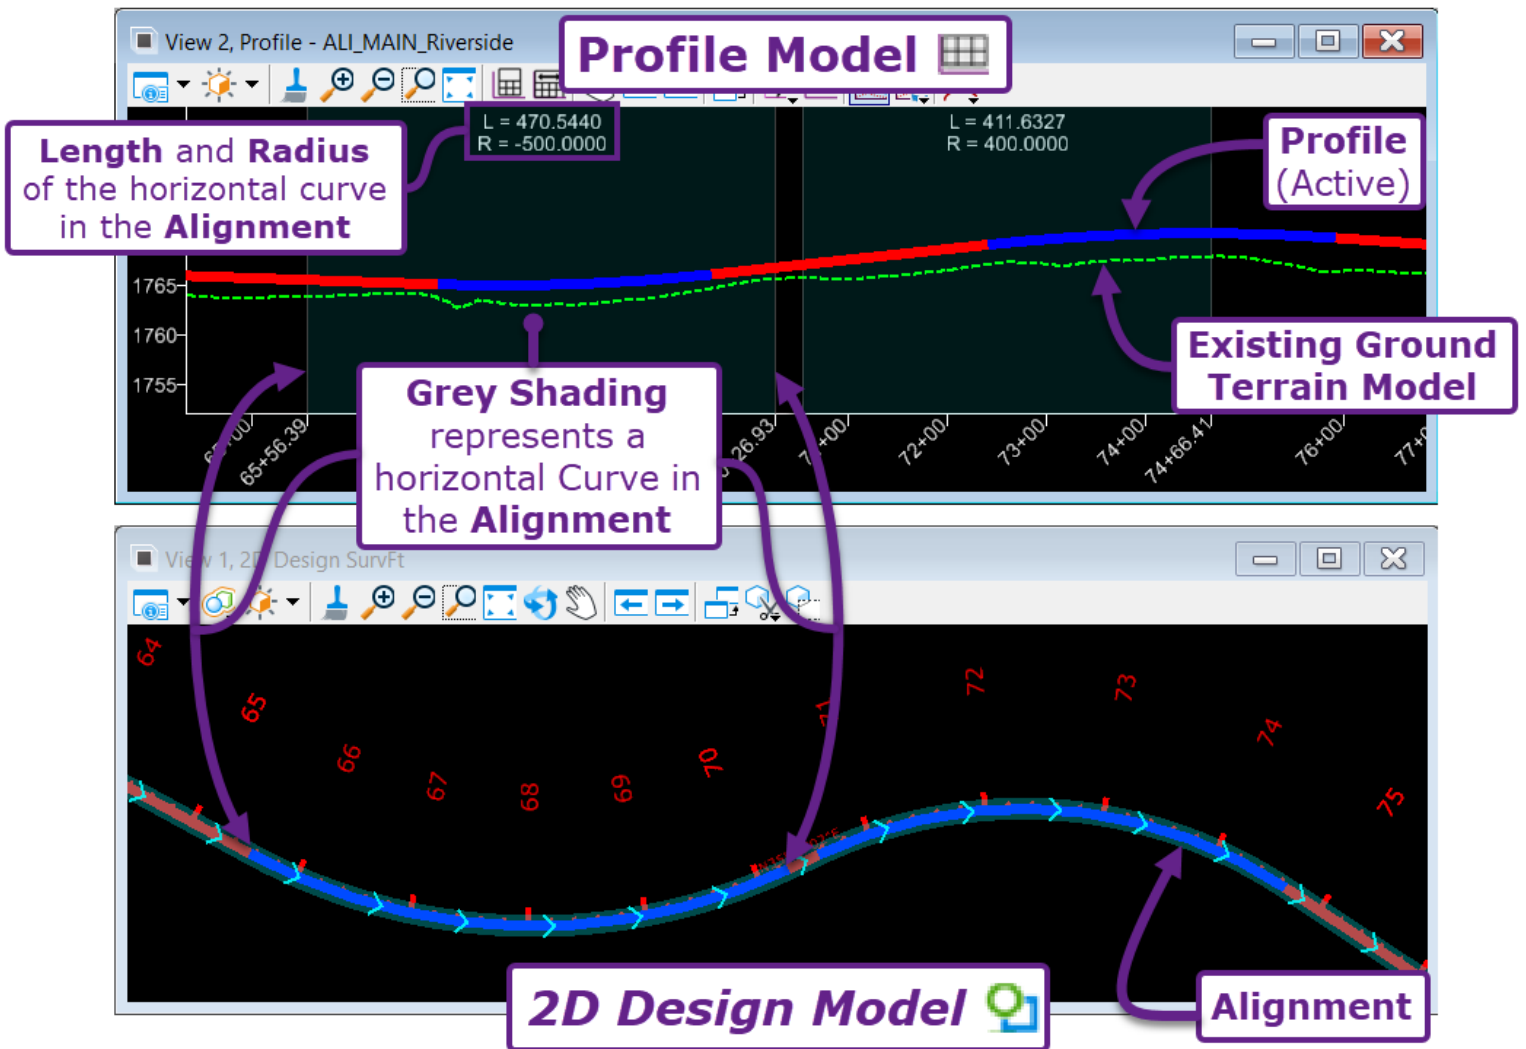 View 2, Profile - ALI_MAIN_Riverside
Profile Model
L = 470.5440
R = -500.0000
L = 411.6327
R = 400.0000
Length and Radius
of the horizontal curve
in the Alignment
Profile
(Active)
1765
1760
1755
Existing Ground
Terrain Model
Grey Shading
represents a
horizontal Curve in
the Alignment
65+56.39
26.93
72+00
73+00
74+00
74+66.41
76+00
View 1, 2D Design SurvFt
64
65
66
67
68
69
70
71
72
73
74
75
2D Design Model
Alignment